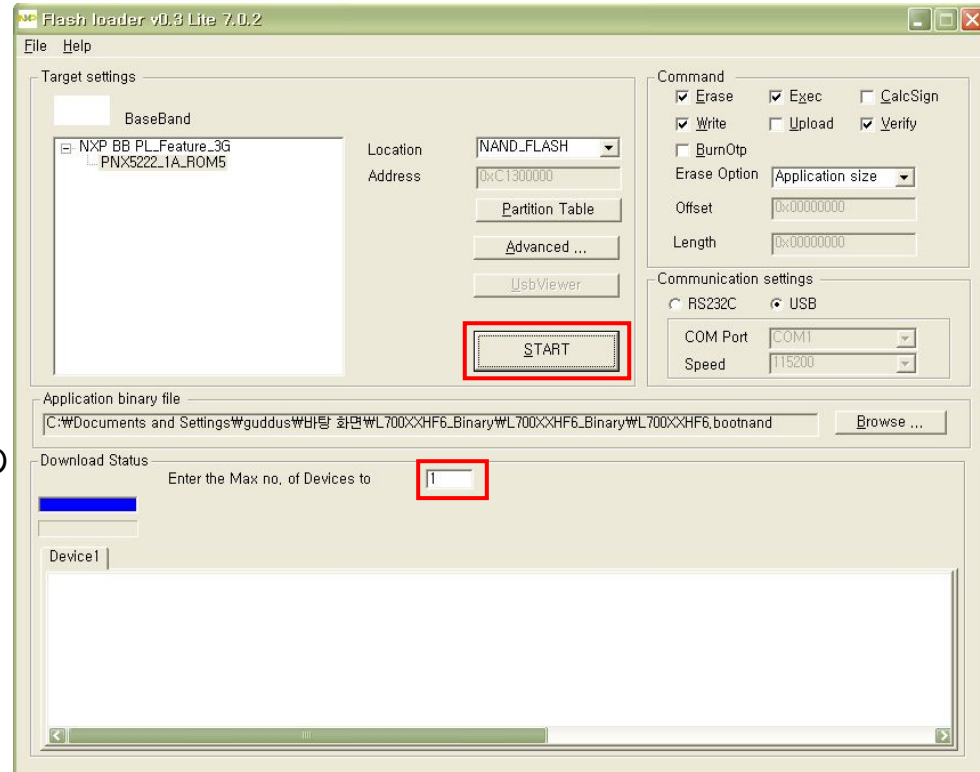 NXP Flash loader v0.3 Lite 7.0.2
File Help
Target settings
BaseBand
NXP BB PL_Feature_3G
PNX5222_1A_ROM5
Location NAND_FLASH
Address 0xC1300000
Partition Table
Advanced ...
UsbViewer
START
Command
Erase Exec CalcSign
Write Upload Verify
BurnOtp
Erase Option Application size
Offset 0x00000000
Length 0x00000000
Communication settings
RS232C USB
COM Port COM1
Speed 115200
Application binary file
C:₩Documents and Settings₩guddus₩바탕 화면₩L700XXHF6_Binary₩L700XXHF6_Binary₩L700XXHF6.bootnand Browse ...
Download Status
Enter the Max no. of Devices to 1
Device1